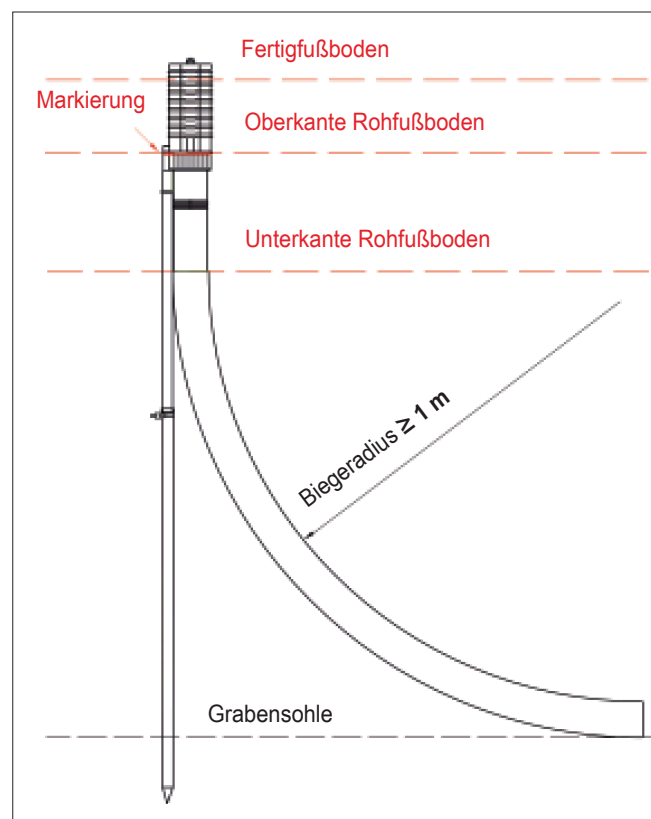 Fertigfußboden
Markierung
Oberkante Rohfußboden
Unterkante Rohfußboden
Biegeradius ≥ 1 m
Grabensohle